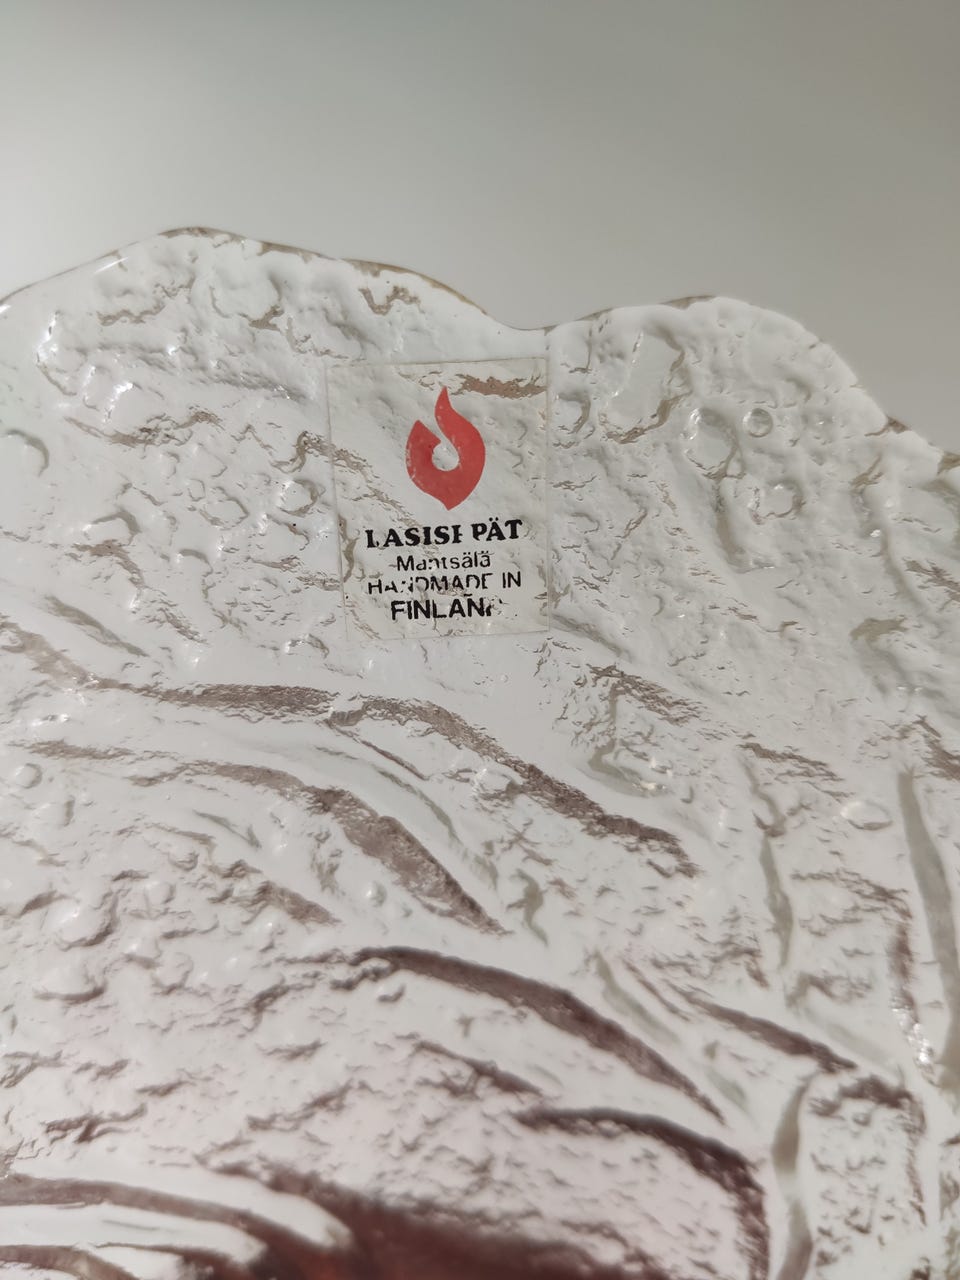 LASISEPÄT
Mäntsälä
HANDMADE IN
FINLAND